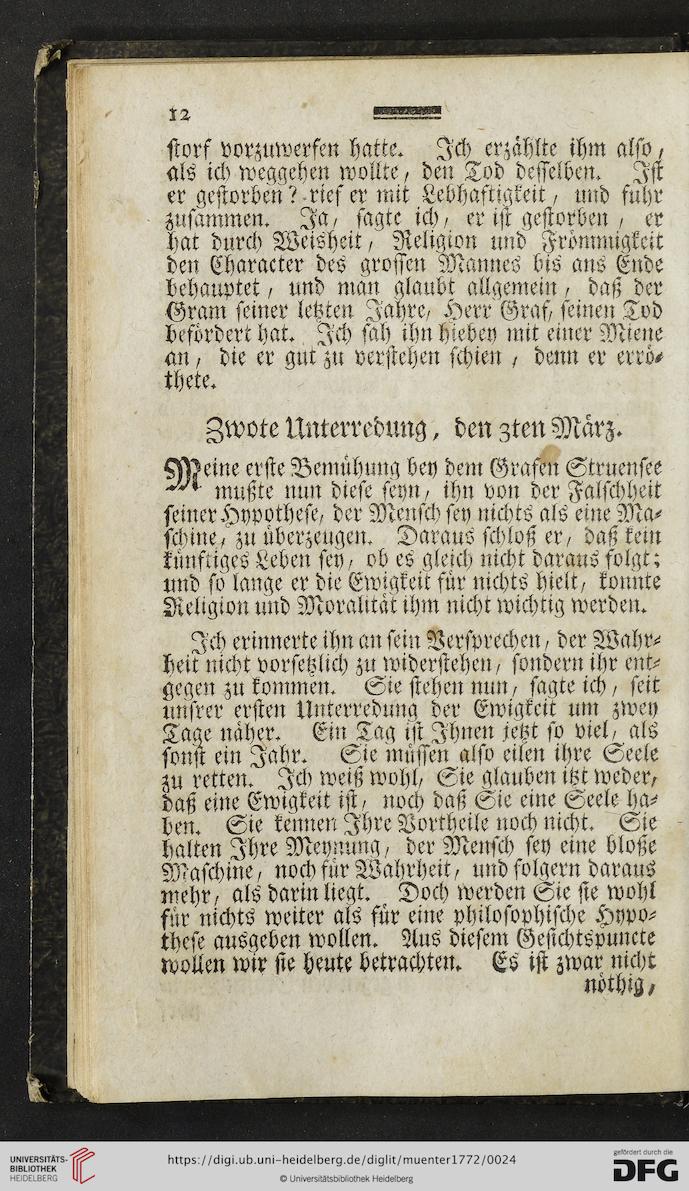 12
storf vorzuwerfen hatte. Ich erzählte ihm also,
als ich weggehen wollte, den Tod desselben. Ist
er gestorben? rief er mit Lebhaftigkeit, und fuhr
zusammen. Ja, sagte ich, er ist gestorben, er
hat durch Weisheit, Religion und Frömmigkeit
den Character des grossen Mannes bis ans Ende
behauptet, und man glaubt allgemein, daß der
Gram seiner letzten Jahre, Herr Graf, seinen Tod
befördert hat. Ich sah ihn hiebey mit einer Miene
an, die er gut zu verstehen schien, denn er errö-
thete.
Zwote Unterredung, den 3ten März.
Meine erste Bemühung bey dem Grafen Struensee
mußte nun diese seyn, ihn von der Falschheit
seiner Hypothese, der Mensch sey nichts als eine Ma-
schine, zu überzeugen. Daraus schloß er, daß kein
künftiges Leben sey, ob es gleich nicht daraus folgt;
und so lange er die Ewigkeit für nichts hielt, konnte
Religion und Moralität ihm nicht wichtig werden.
Ich erinnerte ihn an sein Versprechen, der Wahr-
heit nicht vorsetzlich zu widerstehen, sondern ihr ent-
gegen zu kommen. Sie stehen nun, sagte ich, seit
unsrer ersten Unterredung der Ewigkeit um zwey
Tage näher. Ein Tag ist Ihnen jetzt so viel, als
sonst ein Jahr. Sie müssen also eilen ihre Seele
zu retten. Ich weiß wohl, Sie glauben itzt weder,
daß eine Ewigkeit ist, noch daß Sie eine Seele ha-
ben. Sie kennen Ihre Vortheile noch nicht. Sie
halten Ihre Meynung, der Mensch sey eine bloße
Maschine, noch für Wahrheit, und folgern daraus
mehr, als darin liegt. Doch werden Sie sie wohl
für nichts weiter als für eine philosophische Hypo-
these ausgeben wollen. Aus diesem Gesichtspuncte
wollen wir sie heute betrachten. Es ist zwar nicht
nöthig,
UNIVERSITÄTS-
BIBLIOTHEK
HEIDELBERG
https://digi.ub.uni-heidelberg.de/diglit/muenter1772/0024
© Universitätsbibliothek Heidelberg
gefördert durch die
DFG